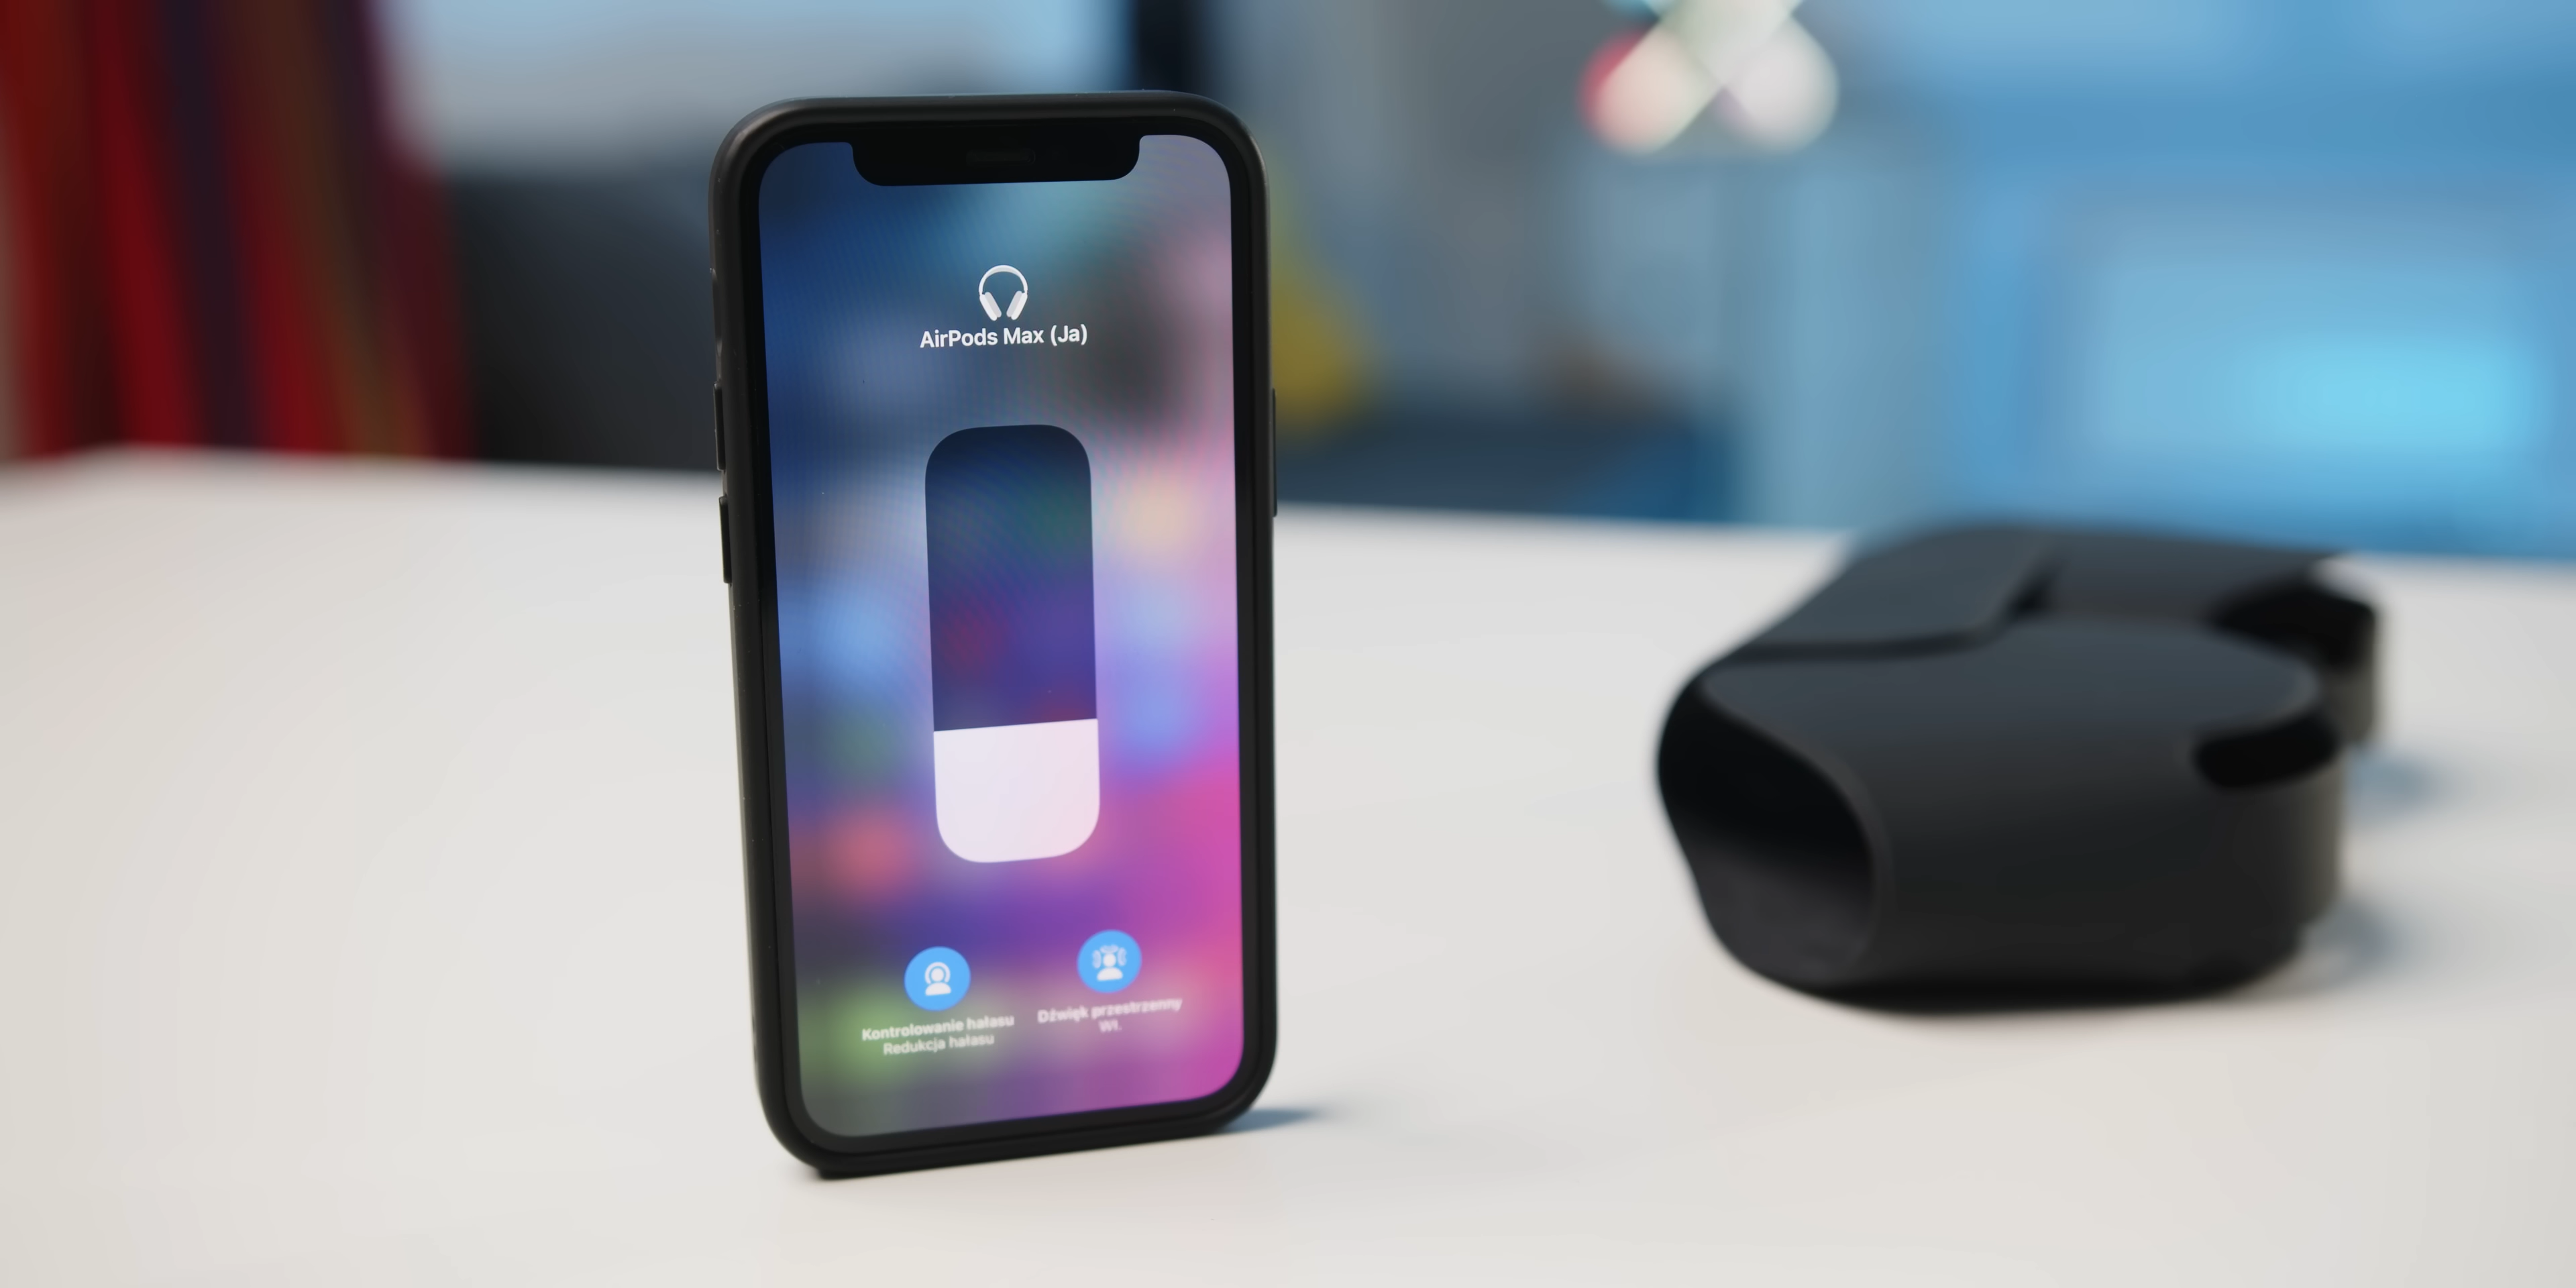 AirPods Max (Ja)
Kontrolowanie hałasu
Redukcja hałasu
Dźwięk przestrzenny
Wł.